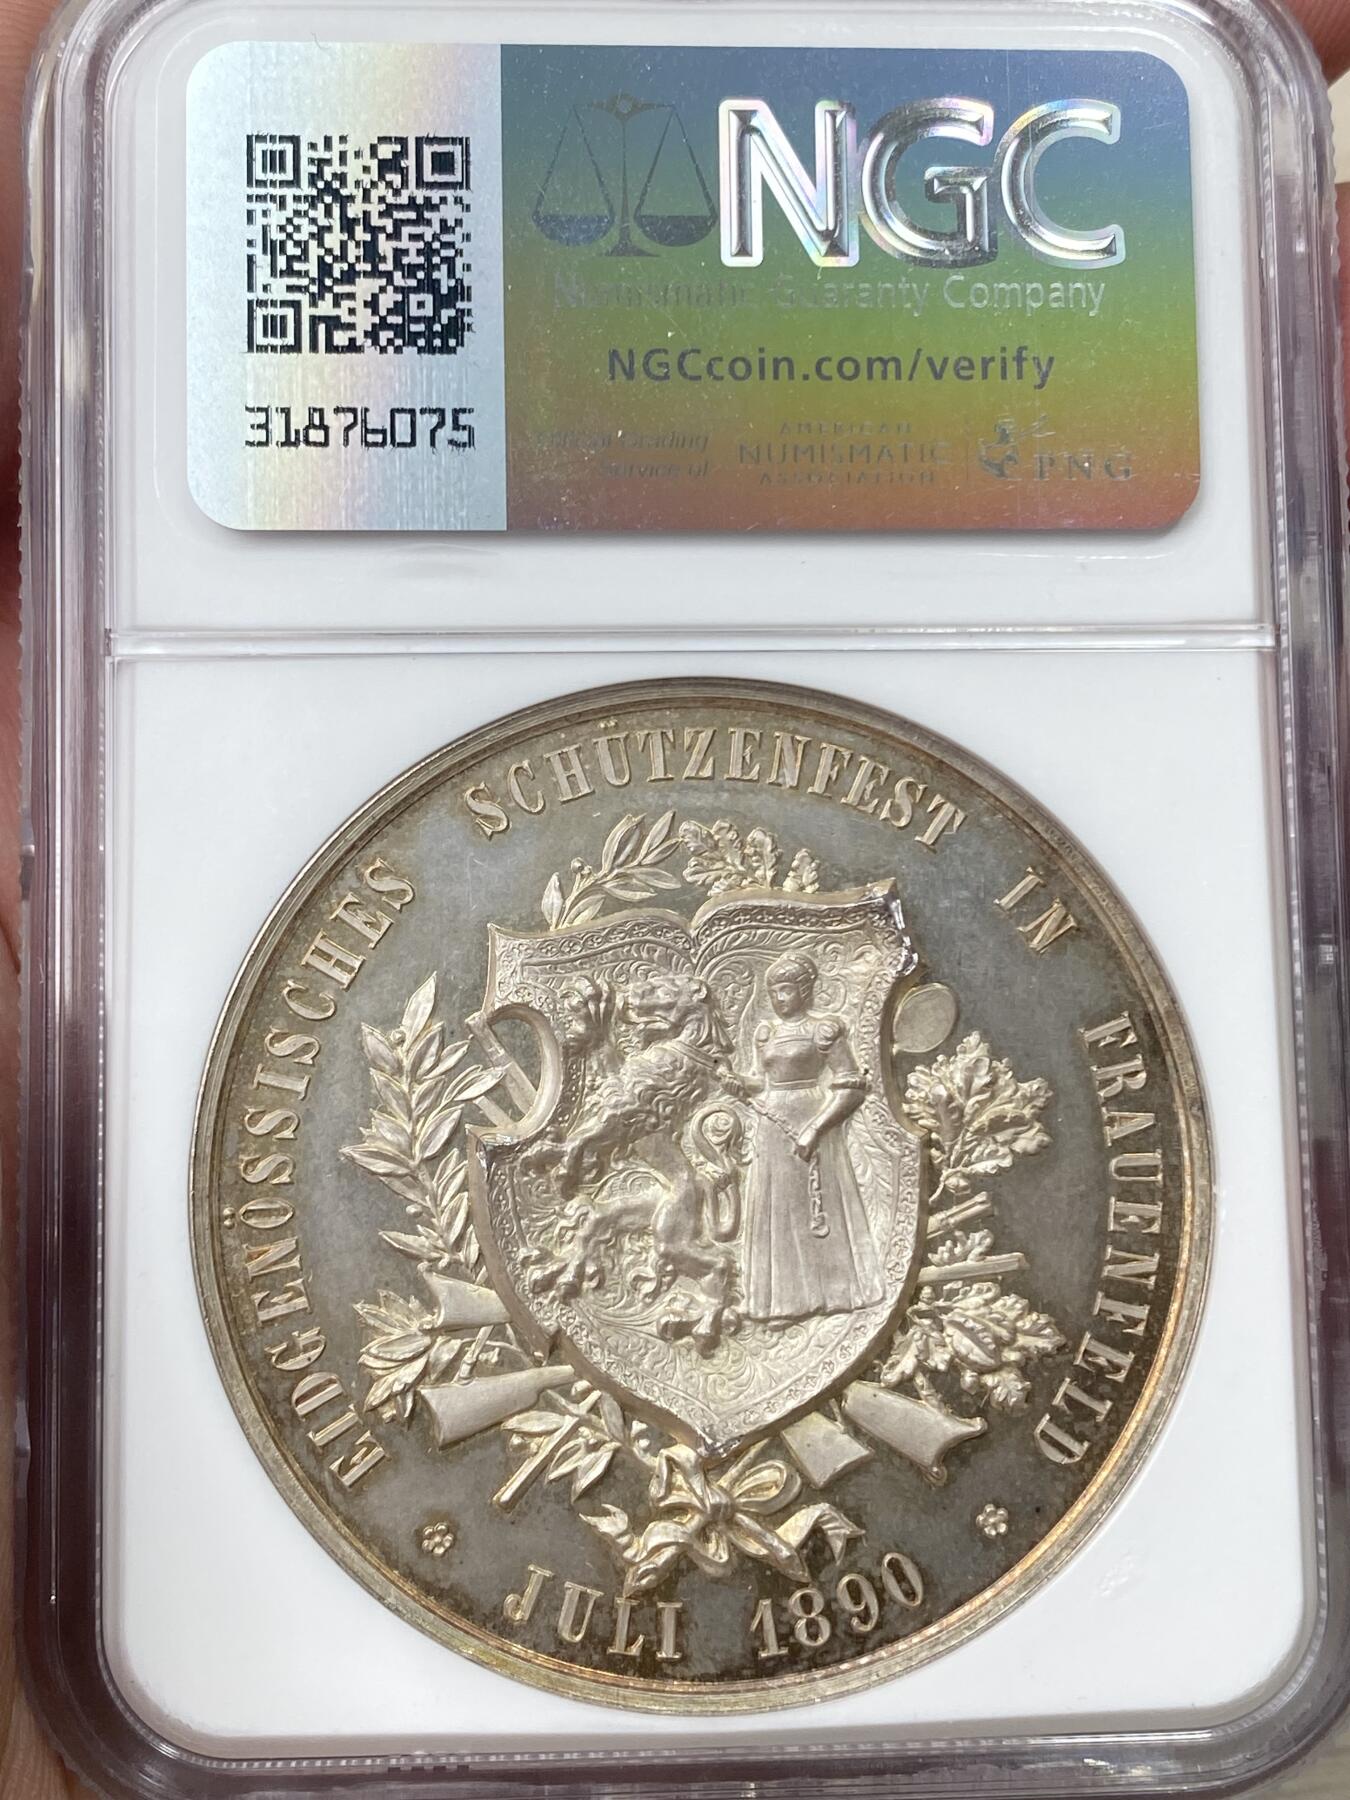 NGC
Numismatic Guaranty Company
NGCcoin.com/verify
31876075
Official Grading
Service of
AMERICAN
NUMISMATIC
ASSOCIATION
PNG
EIDGENÖSSISCHES SCHÜTZENFEST IN FRAUENFELD
JULI 1890